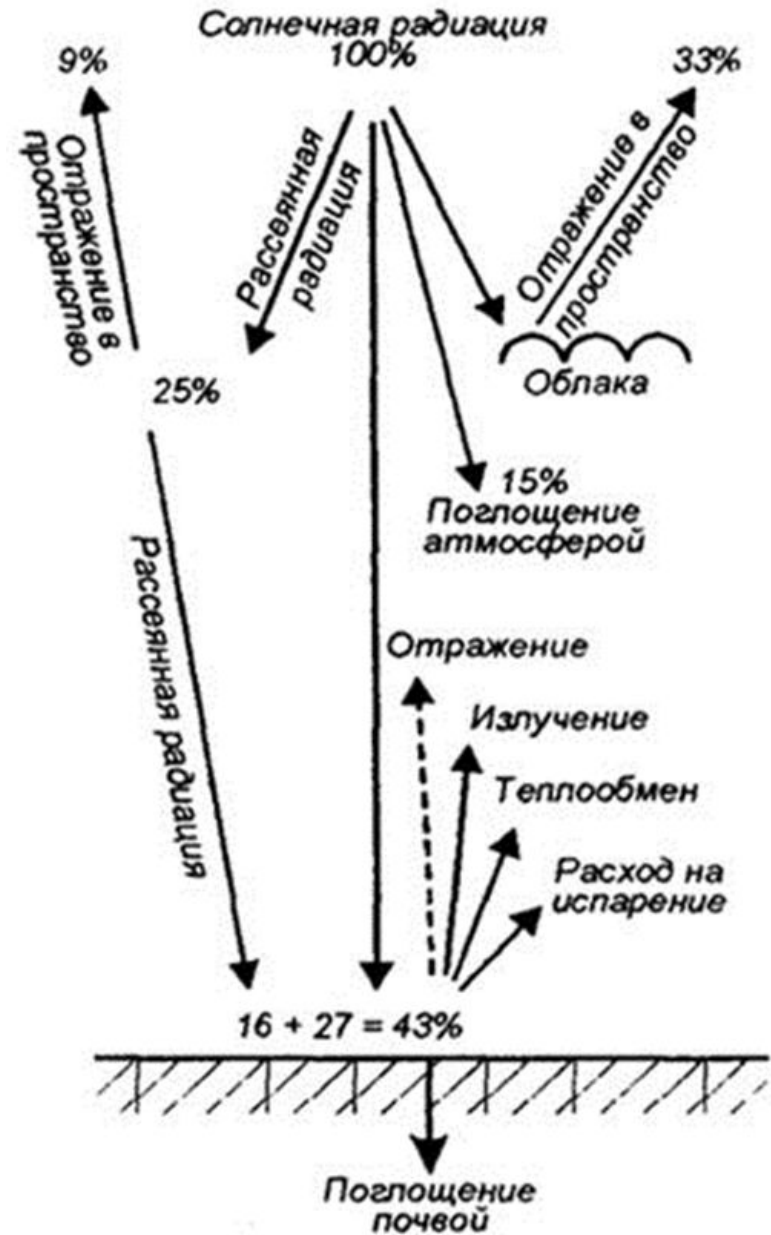 Солнечная радиация
9%
100%
33%
Отражение в
пространство
Рассеянная
радиация
Отражение в
пространство
25%
Облака
15%
Поглощение
атмосферой
Рассеянная радиация
Отражение
Излучение
Теплообмен
Расход на
испарение
16 + 27 = 43%
Поглощение
почвой